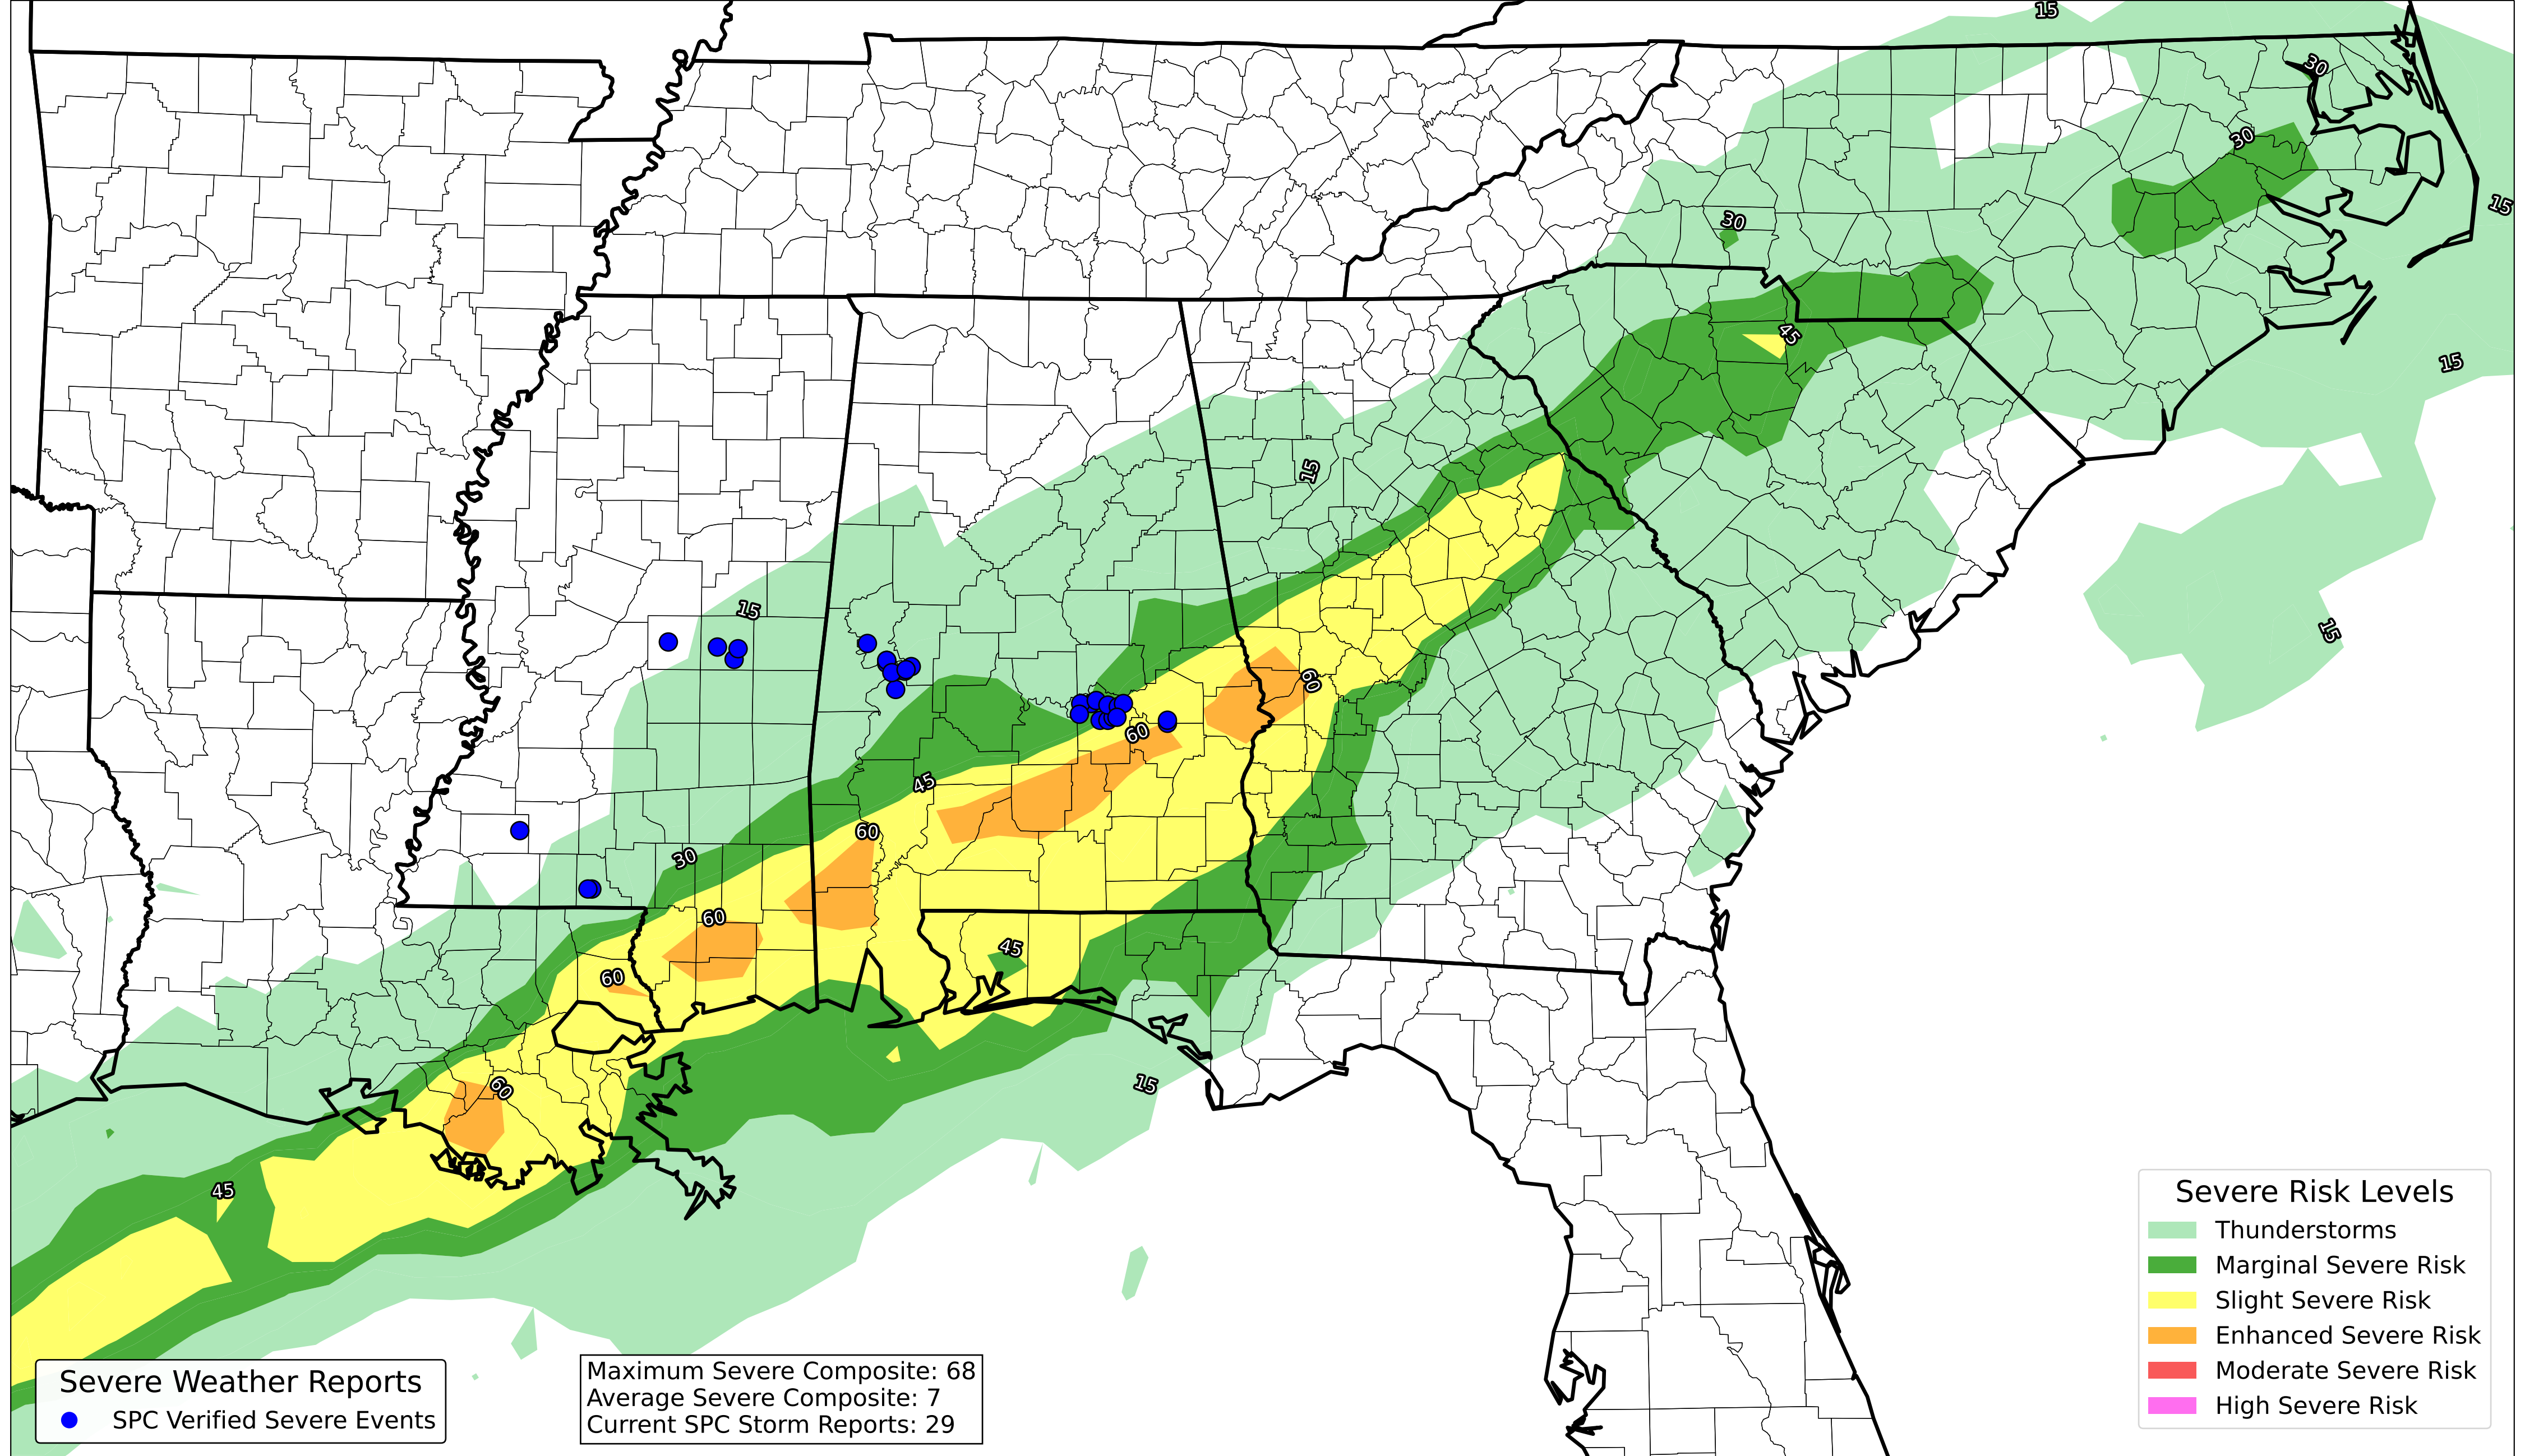 15
30
30
15
30
45
15
15
15
15
60
60
45
60
30
60
45
60
15
60
45
Severe Risk Levels
Thunderstorms
Marginal Severe Risk
Slight Severe Risk
Enhanced Severe Risk
Moderate Severe Risk
High Severe Risk
Severe Weather Reports
SPC Verified Severe Events
Maximum Severe Composite: 68
Average Severe Composite: 7
Current SPC Storm Reports: 29